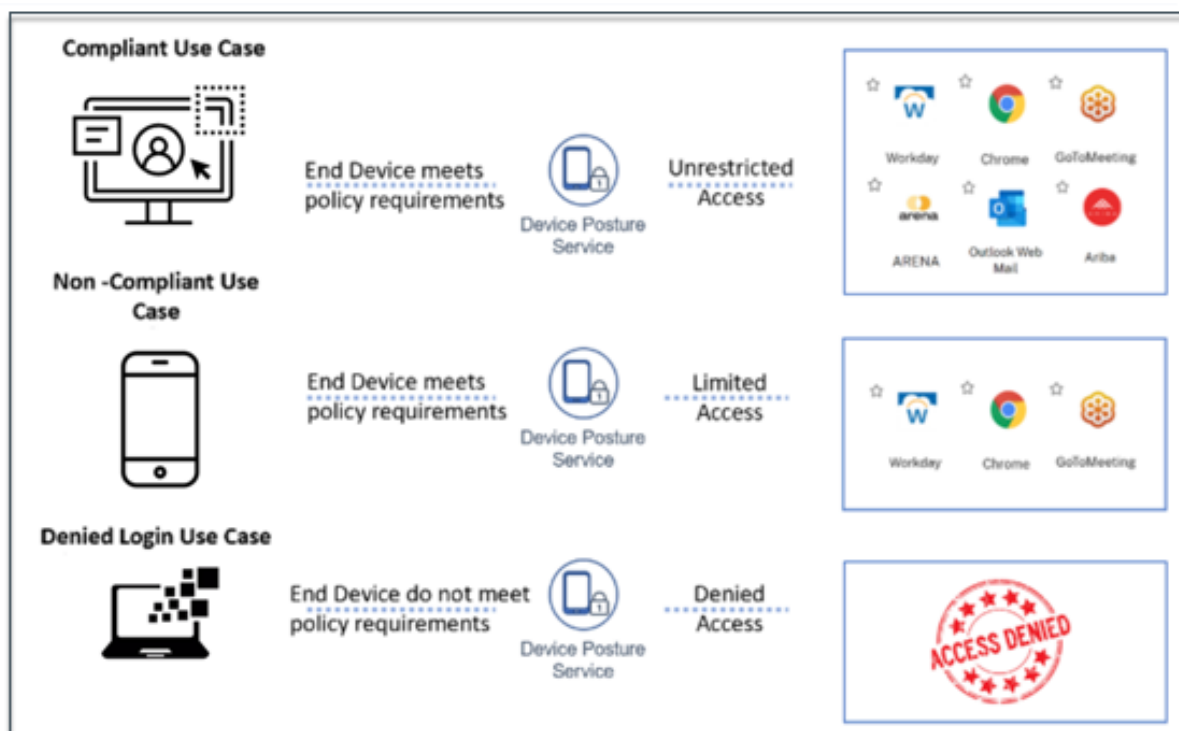 Compliant Use Case
End Device meets
policy requirements
Device Posture
Service
Unrestricted
Access
W
Workday
Chrome
GoToMeeting
arena
ARENA
Outlook Web
Mail
Ariba
Non -Compliant Use
Case
End Device meets
policy requirements
Device Posture
Service
Limited
Access
W
Workday
Chrome
GoToMeeting
Denied Login Use Case
End Device do not meet
policy requirements
Device Posture
Service
Denied
Access
ACCESS DENIED